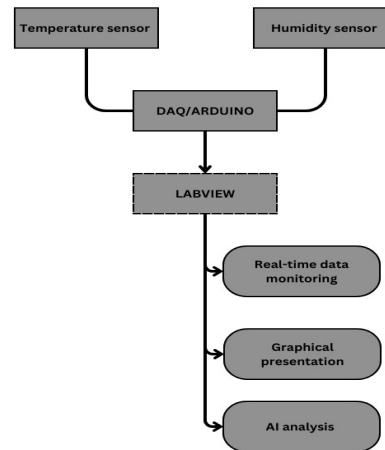 Temperature sensor
Humidity sensor
DAQ/ARDUINO
LABVIEW
Real-time data
monitoring
Graphical
presentation
AI analysis